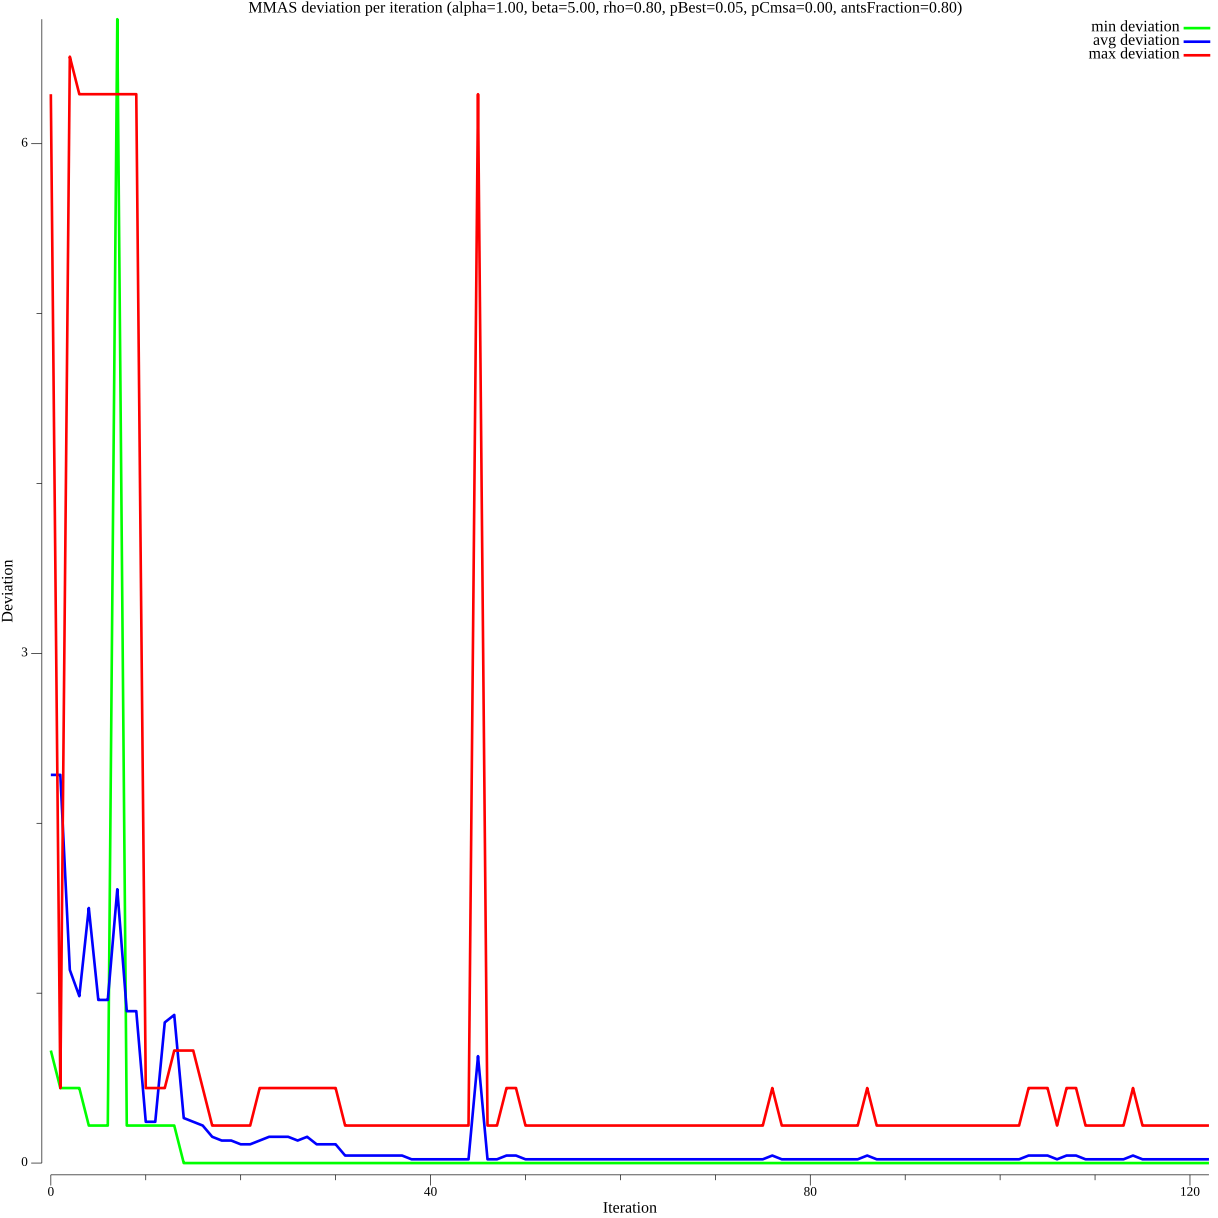 MMAS deviation per iteration (alpha=1.00, beta=5.00, rho=0.80, pBest=0.05, pCmsa=0.00, antsFraction=0.80)
min deviation
avg deviation
max deviation
6
3
0
Deviation
0
40
80
120
Iteration